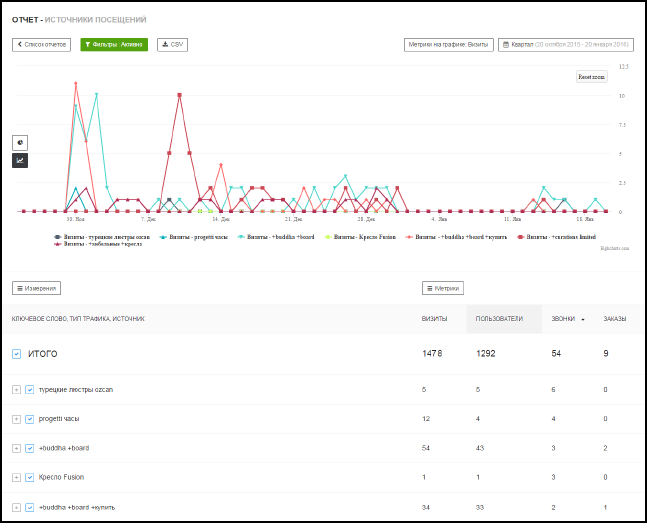 ОТЧЕТ - ИСТОЧНИКИ ПОСЕЩЕНИЙ
Список отчетов Фильтры: Активно CSV Метрики на графике: Визиты Квартал (20 октября 2015 - 20 января 2016)
Reset zoom
12.5
10
7.5
5
2.5
0
30. Ноя 7. Дек 14. Дек 21. Дек 28. Дек 4. Янв 11. Янв 18. Янв
Визиты - турецкие люстры ozcan Визиты - progetti часы Визиты - +buddha +board Визиты - Кресло Fusion Визиты - +buddha +board +купить Визиты - +creations limited
Визиты - +мебельные +кресла
Highcharts.com
Измерения Метрики
КЛЮЧЕВОЕ СЛОВО, ТИП ТРАФИКА, ИСТОЧНИК ВИЗИТЫ ПОЛЬЗОВАТЕЛИ ЗВОНКИ ЗАКАЗЫ
ИТОГО 1478 1292 54 9
турецкие люстры ozcan 5 5 6 0
progetti часы 12 4 4 0
+buddha +board 54 43 3 2
Кресло Fusion 1 1 3 0
+buddha +board +купить 34 33 2 1